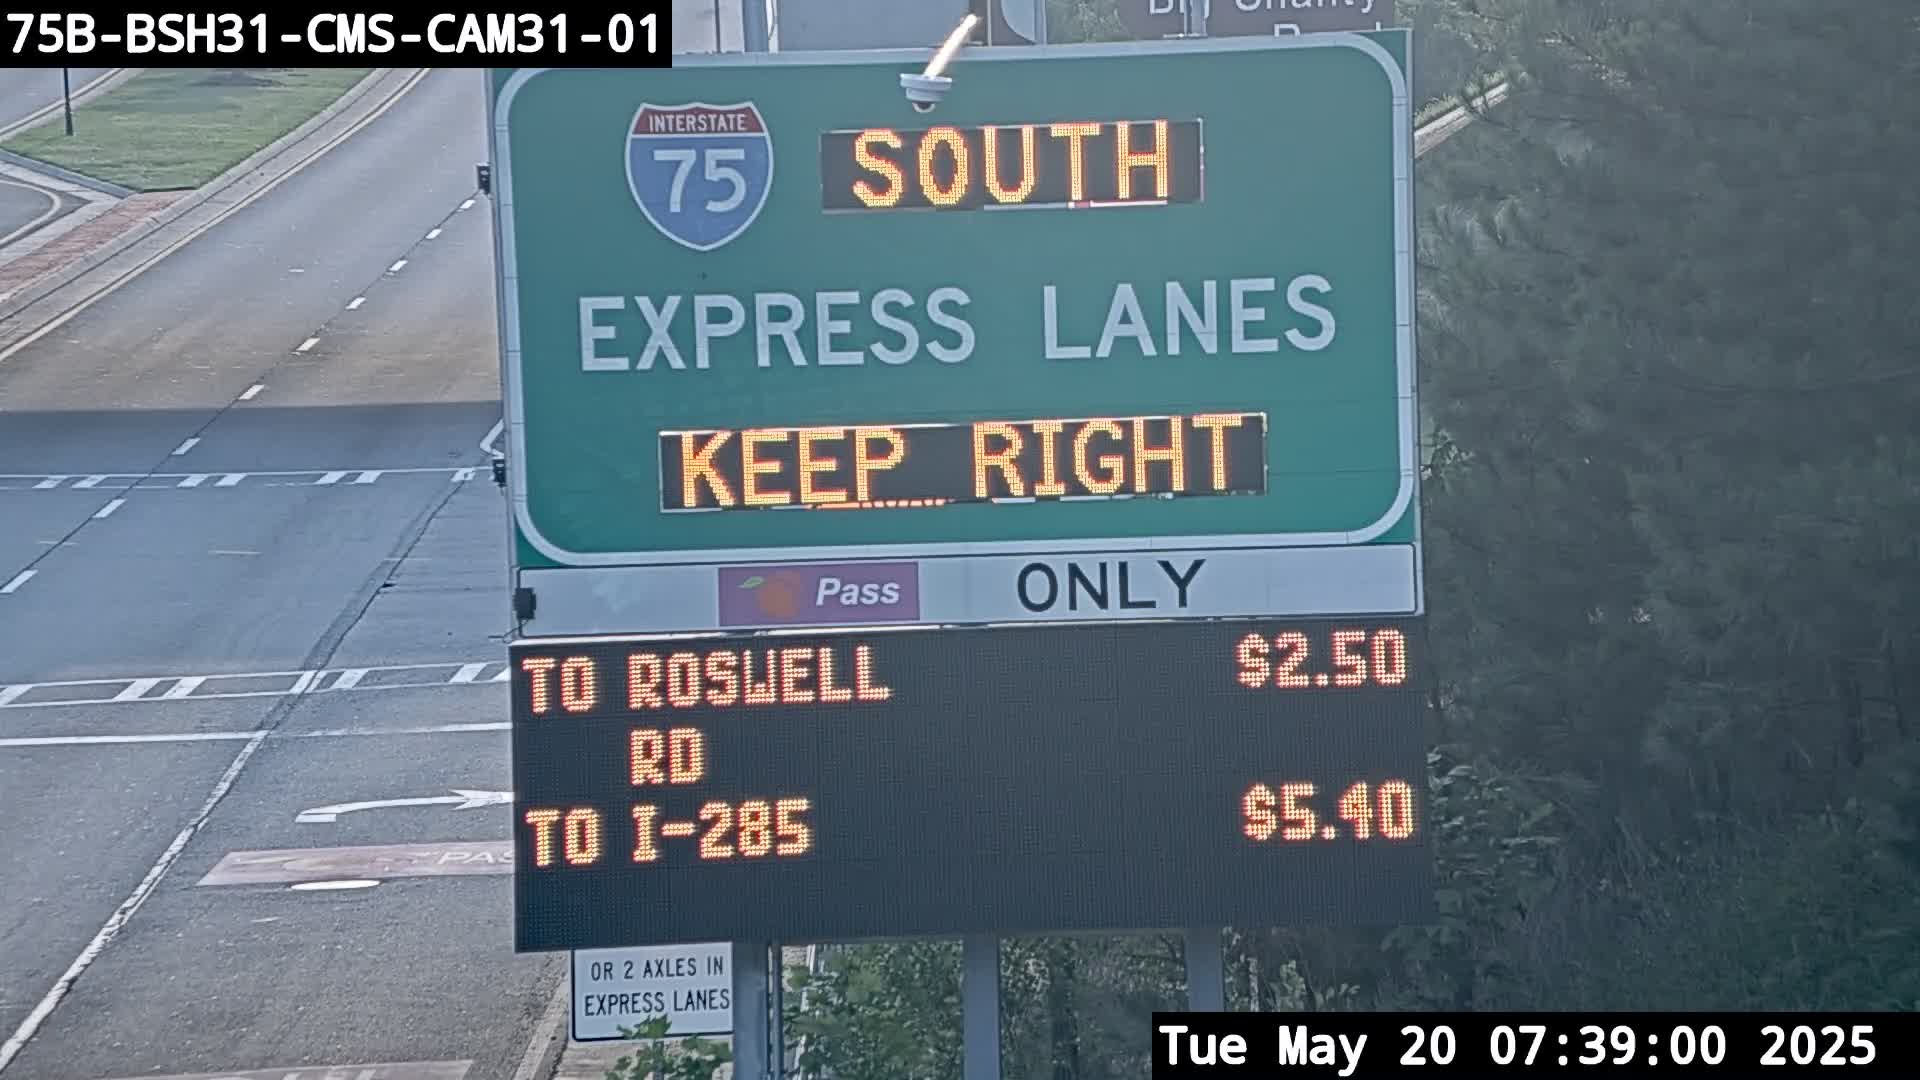 75B-BSH31-CMS-CAM31-01
INTERSTATE
75
SOUTH
EXPRESS LANES
KEEP RIGHT
Pass ONLY
TO ROSWELL $2.50
RD
TO I-285 $5.40
OR 2 AXLES IN
EXPRESS LANES
Tue May 20 07:39:00 2025